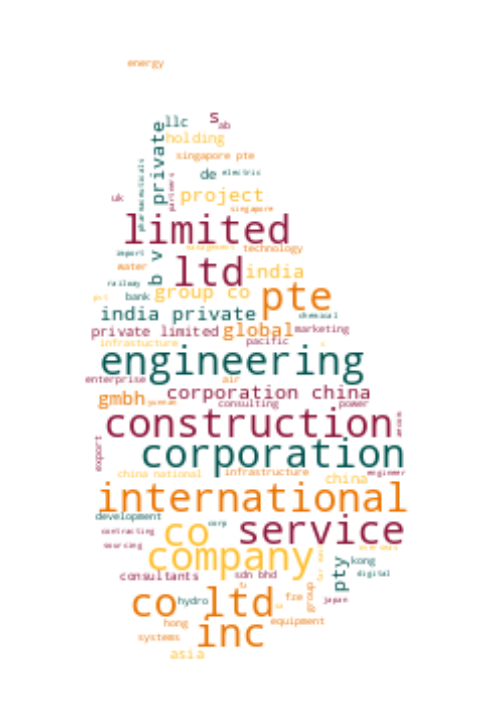 energy
llc
s
ab
holding
private
singapore pte
de
electric
pharmaceuticals
partners
uk
project
singapore
limited
management
technology
import
b v
water
ltd
india
railway
bank
group co
pte
india private
chemical
private limited
global
marketing
infrastucture
pacific
engineering
enterprise
air
corporation china
gmbh
consulting
power
construction
corporation
export
china national
infrastructure
engineer
china
international
development
co
corp
service
contracting
sourcing
company
consultants
sdn bhd
pty
kong
digital
co ltd
hydro
fze
group
japan
hong
inc
equipment
systems
asia